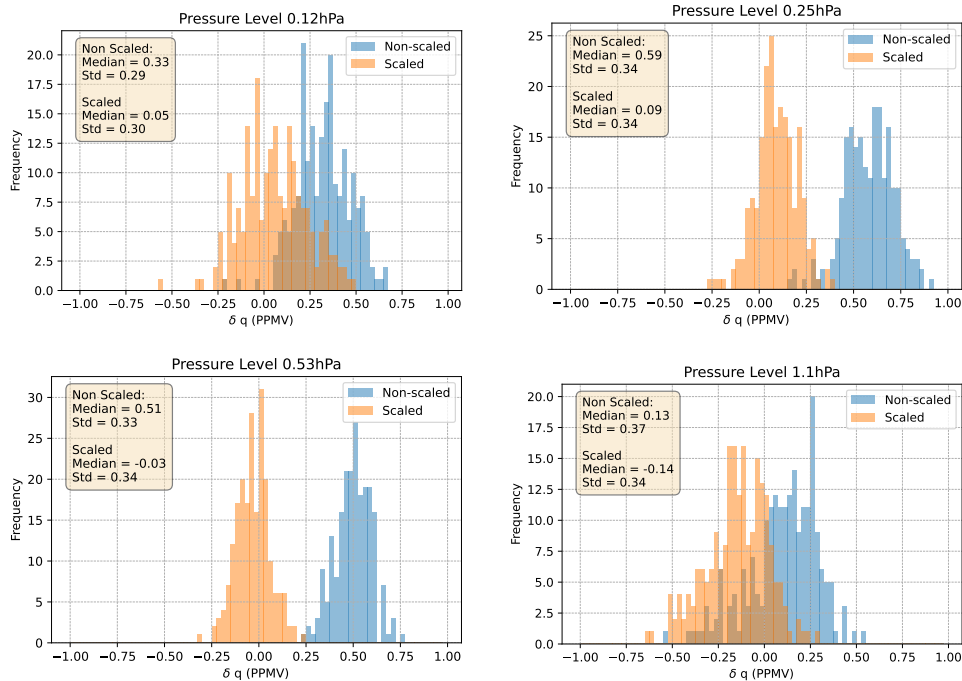 Pressure Level 0.12hPa
Non Scaled:
Median = 0.33
Std = 0.29
Scaled
Median = 0.05
Std = 0.30
Non-scaled
Scaled
Frequency
20.0
17.5
15.0
12.5
10.0
7.5
5.0
2.5
0.0
−1.00 −0.75 −0.50 −0.25 0.00 0.25 0.50 0.75 1.00
δ q (PPMV)
Pressure Level 0.25hPa
Non Scaled:
Median = 0.59
Std = 0.34
Scaled
Median = 0.09
Std = 0.34
Non-scaled
Scaled
Frequency
25
20
15
10
5
0
−1.00 −0.75 −0.50 −0.25 0.00 0.25 0.50 0.75 1.00
δ q (PPMV)
Pressure Level 0.53hPa
Non Scaled:
Median = 0.51
Std = 0.33
Scaled
Median = -0.03
Std = 0.34
Non-scaled
Scaled
Frequency
30
25
20
15
10
5
0
−1.00 −0.75 −0.50 −0.25 0.00 0.25 0.50 0.75 1.00
δ q (PPMV)
Pressure Level 1.1hPa
Non Scaled:
Median = 0.13
Std = 0.37
Scaled
Median = -0.14
Std = 0.34
Non-scaled
Scaled
Frequency
20.0
17.5
15.0
12.5
10.0
7.5
5.0
2.5
0.0
−1.00 −0.75 −0.50 −0.25 0.00 0.25 0.50 0.75 1.00
δ q (PPMV)